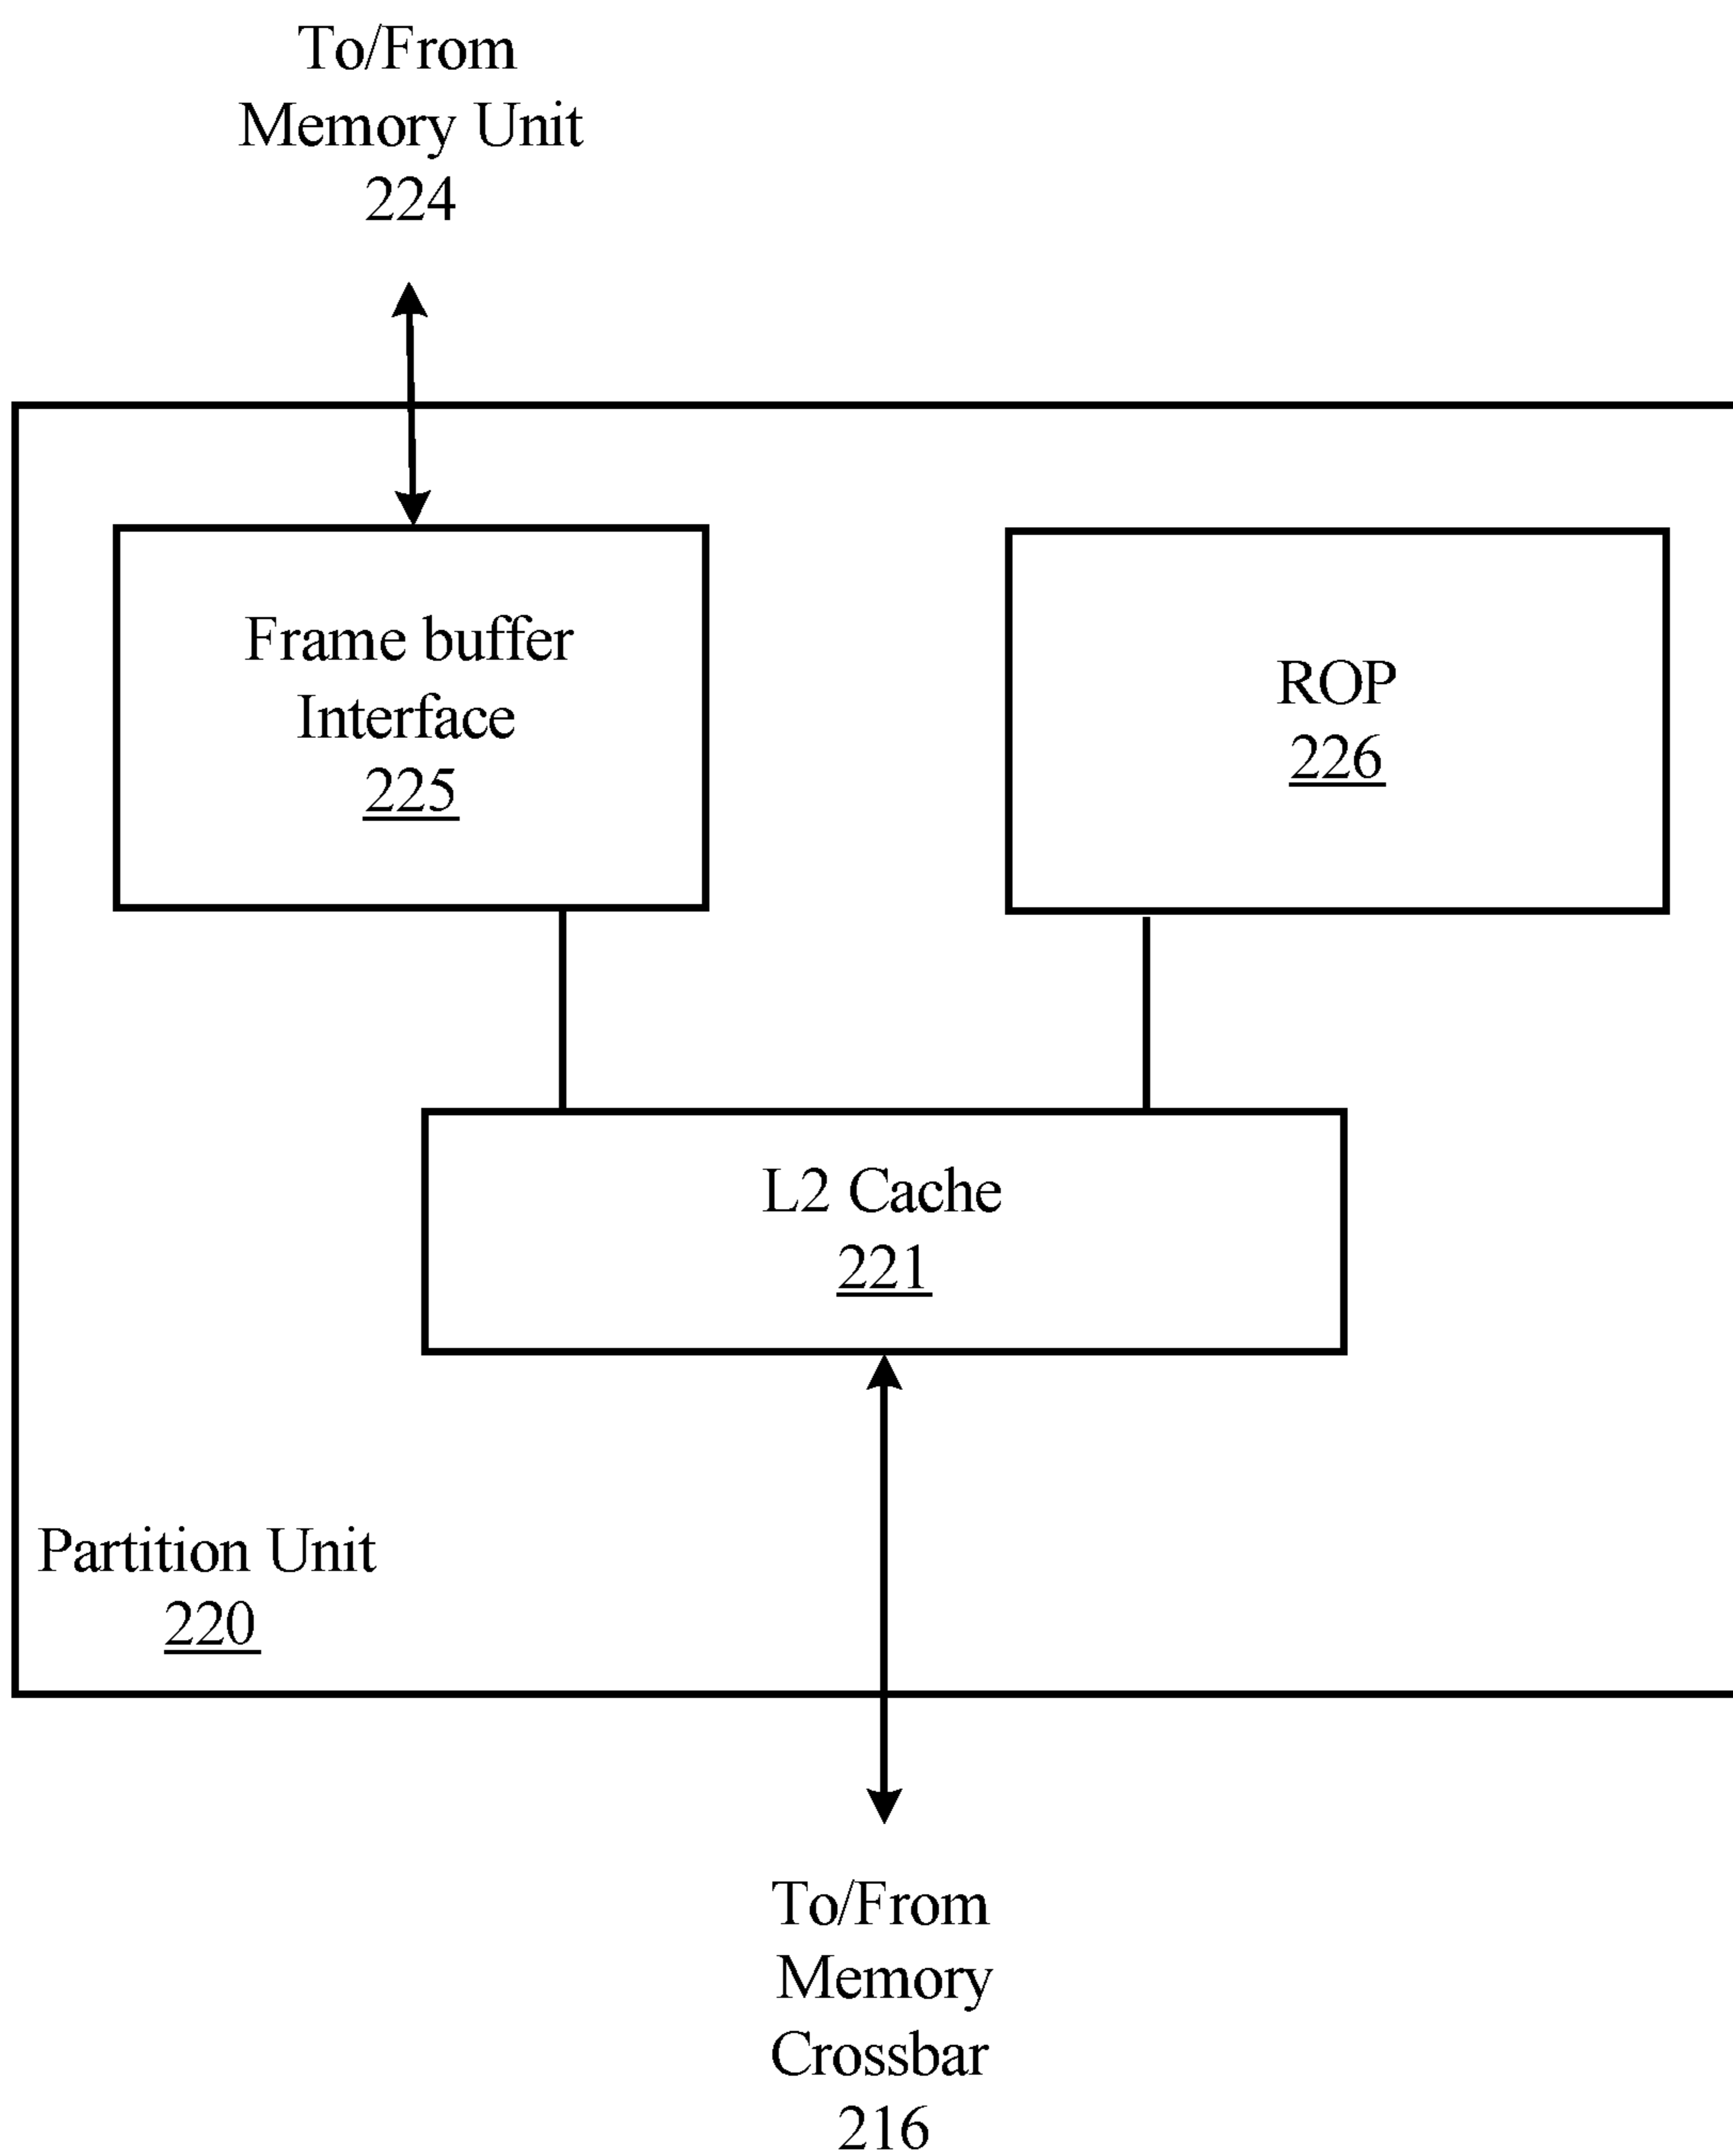 To/From
Memory Unit
224
Frame buffer
Interface
225
ROP
226
L2 Cache
221
Partition Unit
220
To/From
Memory
Crossbar
216